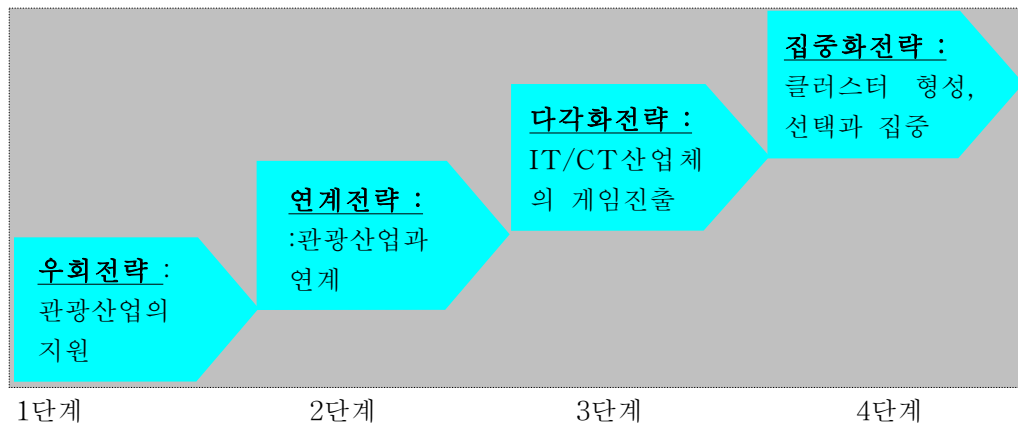 우회전략 :
관광산업의
지원
연계전략 :
:관광산업과
연계
다각화전략 :
IT/CT산업체
의 게임진출
집중화전략 :
클러스터 형성,
선택과 집중
1단계 2단계 3단계 4단계